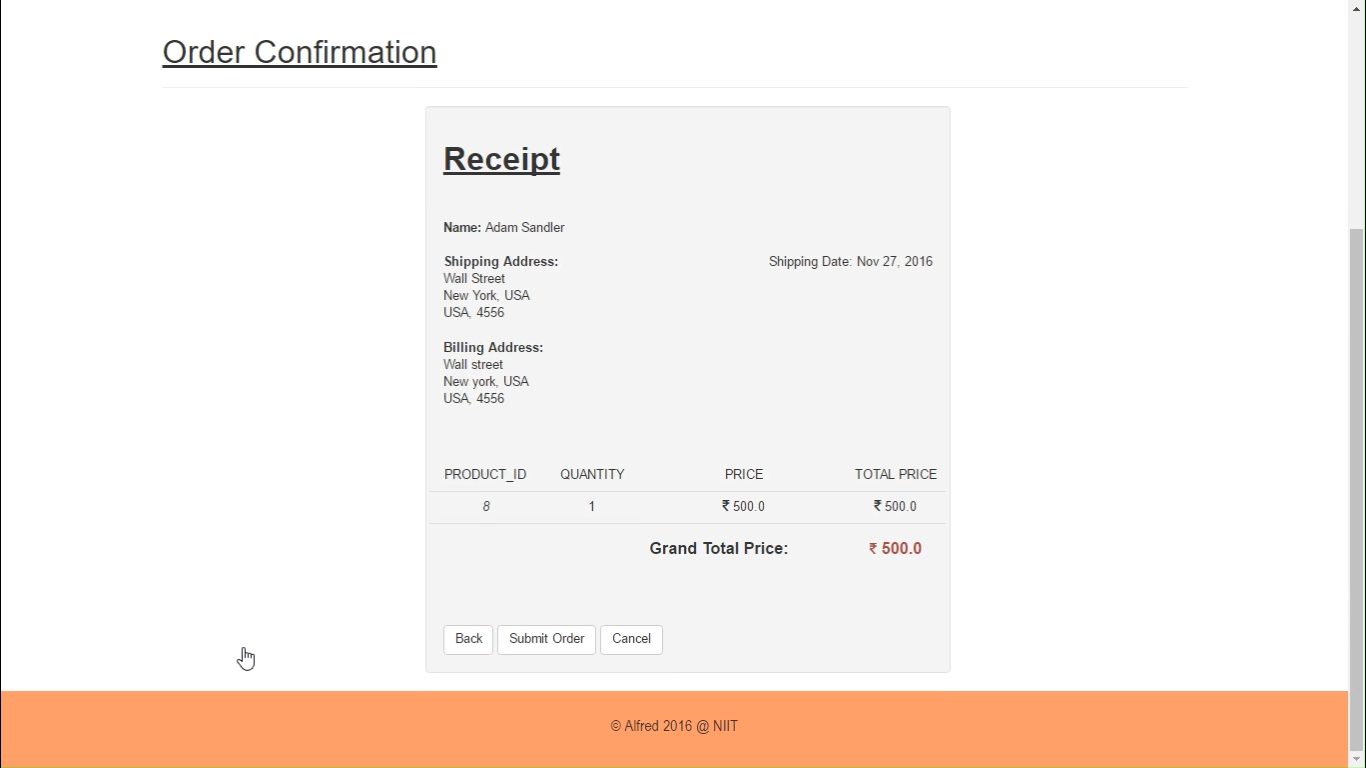 Order Confirmation
Receipt
Name: Adam Sandler
Shipping Address:
Shipping Date: Nov 27, 2016
Wall Street
New York, USA
USA, 4556
Billing Address:
Wall street
New york, USA
USA, 4556
PRODUCT_ID QUANTITY PRICE TOTAL PRICE
8 1 ₹ 500.0 ₹ 500.0
Grand Total Price: ₹ 500.0
Back Submit Order Cancel
© Alfred 2016 @ NIIT